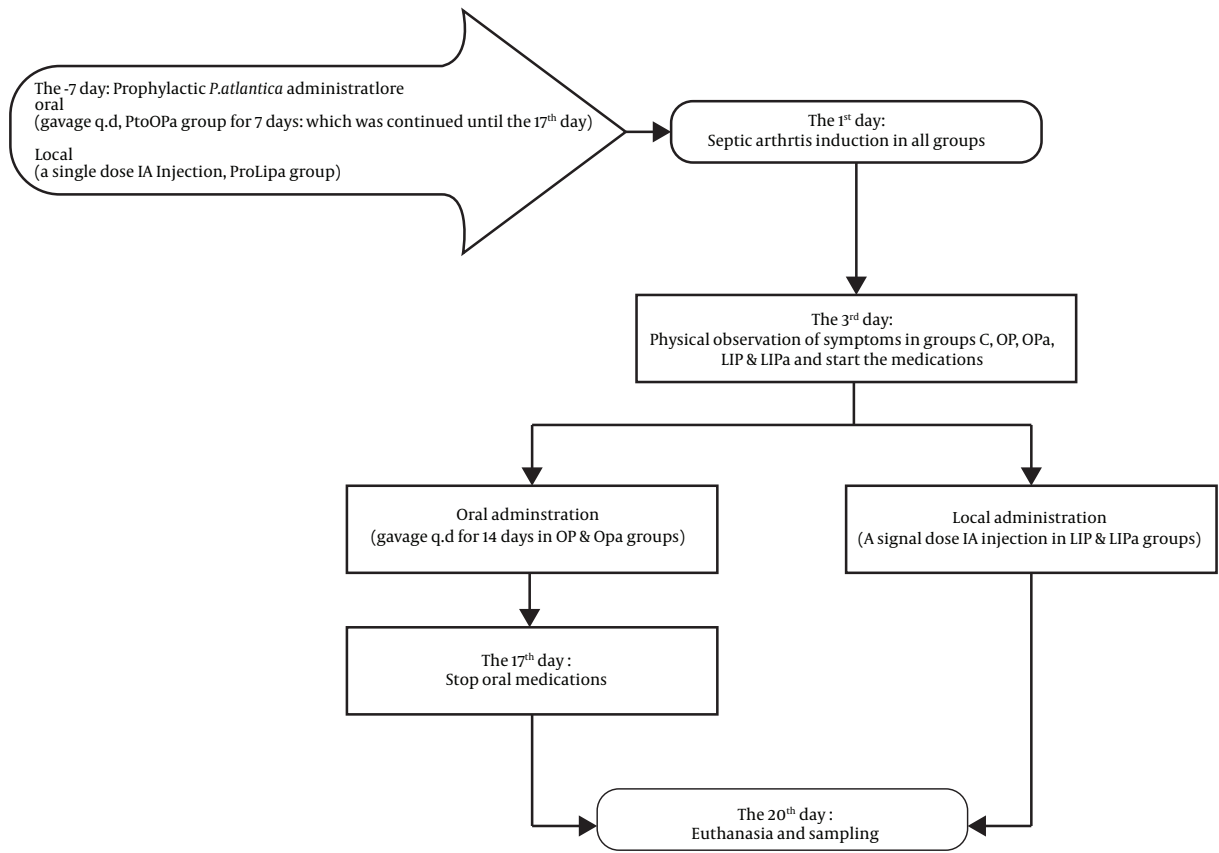 The -7 day: Prophylactic P.atlantica administratlore
oral
(gavage q.d, PtoOPa group for 7 days: which was continued until the 17th day)
Local
(a single dose IA Injection, ProLipa group)
The 1st day:
Septic arthrtis induction in all groups
The 3rd day:
Physical observation of symptoms in groups C, OP, OPa,
LIP & LIPa and start the medications
Oral adminstration
(gavage q.d for 14 days in OP & Opa groups)
Local administration
(A signal dose IA injection in LIP & LIPa groups)
The 17th day :
Stop oral medications
The 20th day :
Euthanasia and sampling